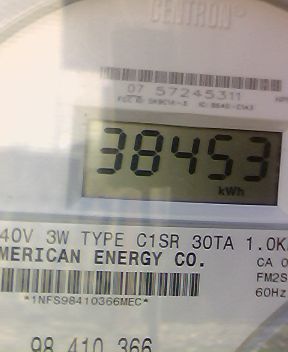 CENTRON®
07 57245311
38453
kWh
40V 3W TYPE C1SR 30TA 1.0K
MERICAN ENERGY CO.
CA 0
FM2S
*1NFS98410366MEC*
60Hz
98 410 366